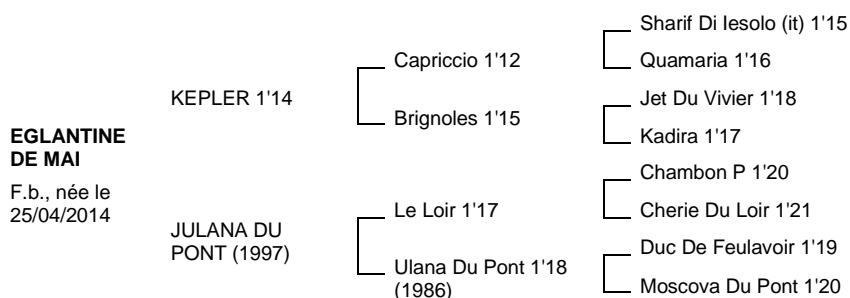 EGLANTINE
DE MAI
F.b., née le
25/04/2014
KEPLER 1'14
JULANA DU
PONT (1997)
Capriccio 1'12
Brignoles 1'15
Le Loir 1'17
Ulana Du Pont 1'18
(1986)
Sharif Di Iesolo (it) 1'15
Quamaria 1'16
Jet Du Vivier 1'18
Kadira 1'17
Chambon P 1'20
Cherie Du Loir 1'21
Duc De Feulavoir 1'19
Moscova Du Pont 1'20